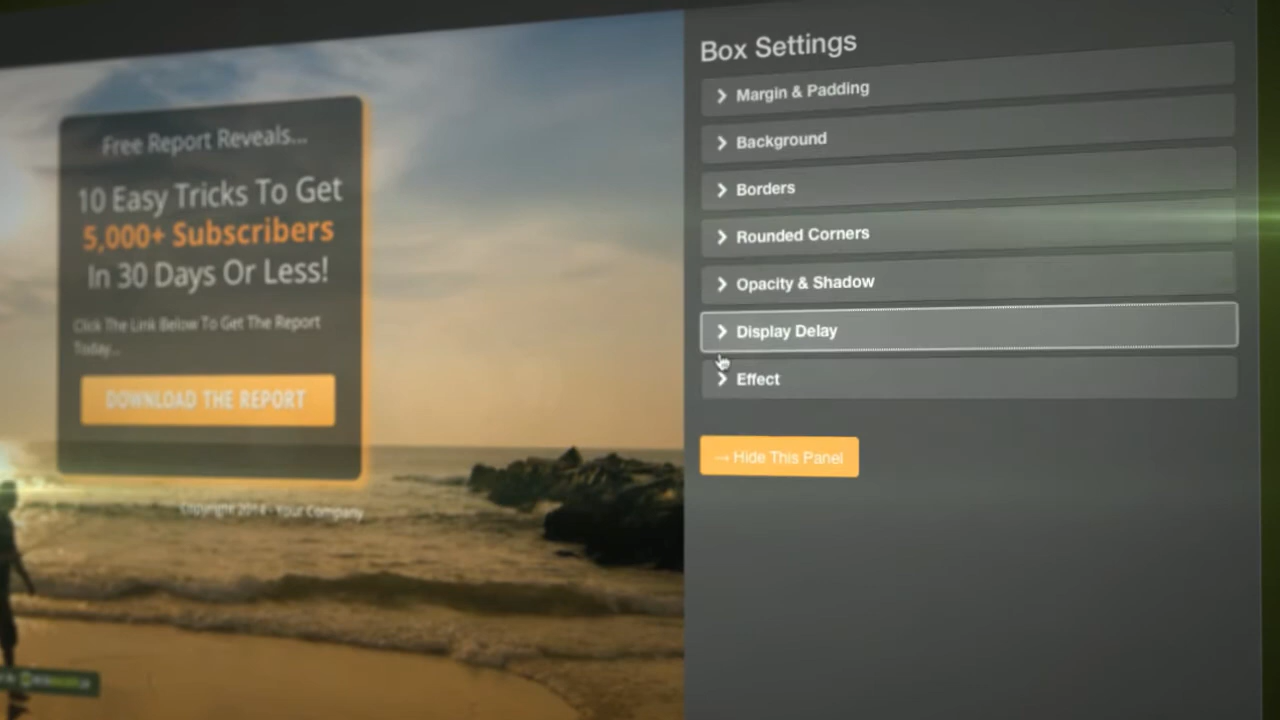 Free Report Reveals...
10 Easy Tricks To Get
5,000+ Subscribers
In 30 Days Or Less!
Click The Link Below To Get The Report
Today...
DOWNLOAD THE REPORT
Copyright 2014 - Your Company
Box Settings
Margin & Padding
Background
Borders
Rounded Corners
Opacity & Shadow
Display Delay
Effect
→ Hide This Panel